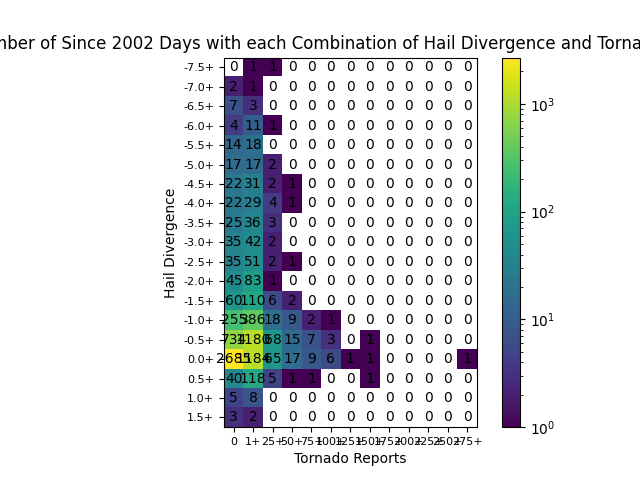 mber of Since 2002 Days with each Combination of Hail Divergence and Torna
-7.5+ 0 1 1 0 0 0 0 0 0 0 0 0 0
-7.0+ 2 1 0 0 0 0 0 0 0 0 0 0 0
-6.5+ 7 3 0 0 0 0 0 0 0 0 0 0 0
-6.0+ 4 11 1 0 0 0 0 0 0 0 0 0 0
-5.5+ 14 18 0 0 0 0 0 0 0 0 0 0 0
-5.0+ 17 17 2 0 0 0 0 0 0 0 0 0 0
-4.5+ 22 31 2 1 0 0 0 0 0 0 0 0 0
-4.0+ 22 29 4 1 0 0 0 0 0 0 0 0 0
-3.5+ 25 36 3 0 0 0 0 0 0 0 0 0 0
-3.0+ 35 42 2 0 0 0 0 0 0 0 0 0 0
-2.5+ 35 51 2 1 0 0 0 0 0 0 0 0 0
-2.0+ 45 83 1 0 0 0 0 0 0 0 0 0 0
-1.5+ 60 110 6 2 0 0 0 0 0 0 0 0 0
-1.0+ 255 386 18 9 2 1 0 0 0 0 0 0 0
-0.5+ 1180 68 15 7 3 0 1 0 0 0 0 0
0.0+ 2685 65 17 9 6 1 1 0 0 0 0 1
0.5+ 40 118 5 1 1 0 0 1 0 0 0 0 0
1.0+ 5 8 0 0 0 0 0 0 0 0 0 0 0
1.5+ 3 2 0 0 0 0 0 0 0 0 0 0 0
0 1+ 25+ 50+ 75+ 100+ 125+ 150+ 175+ 200+ 225+ 250+ 275+
Tornado Reports
Hail Divergence
10³
10²
10¹
10⁰